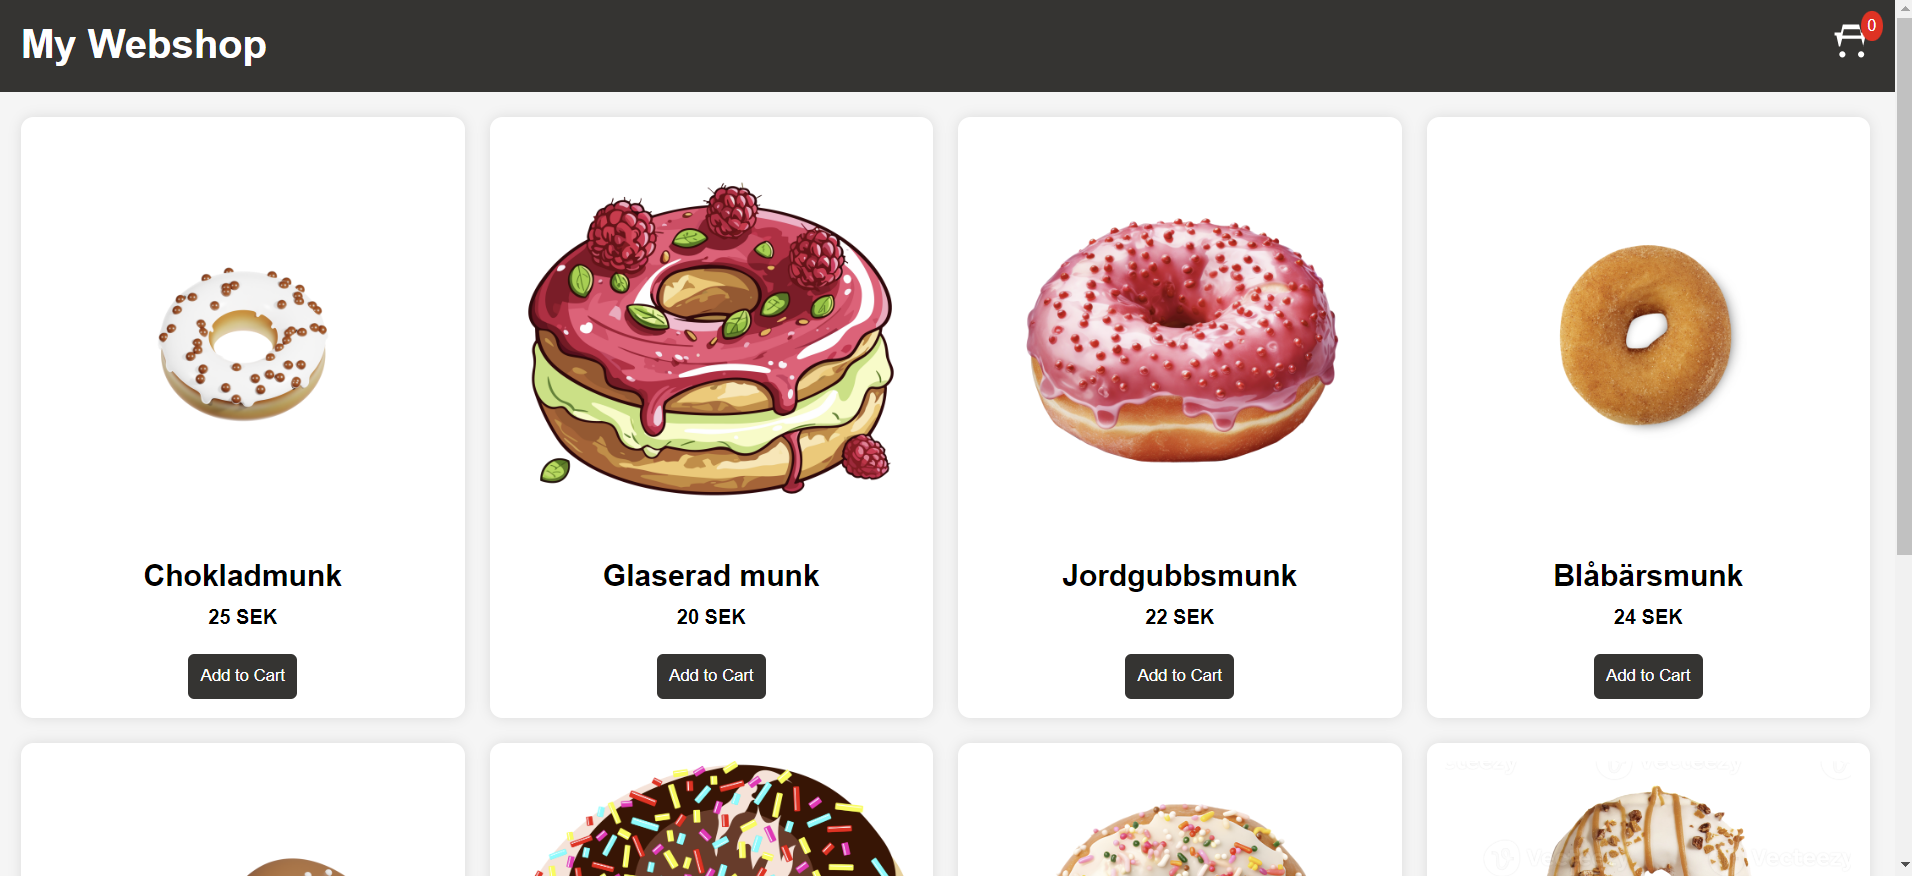 My Webshop
0
Chokladmunk
25 SEK
Add to Cart
Glaserad munk
20 SEK
Add to Cart
Jordgubbsmunk
22 SEK
Add to Cart
Blåbärsmunk
24 SEK
Add to Cart